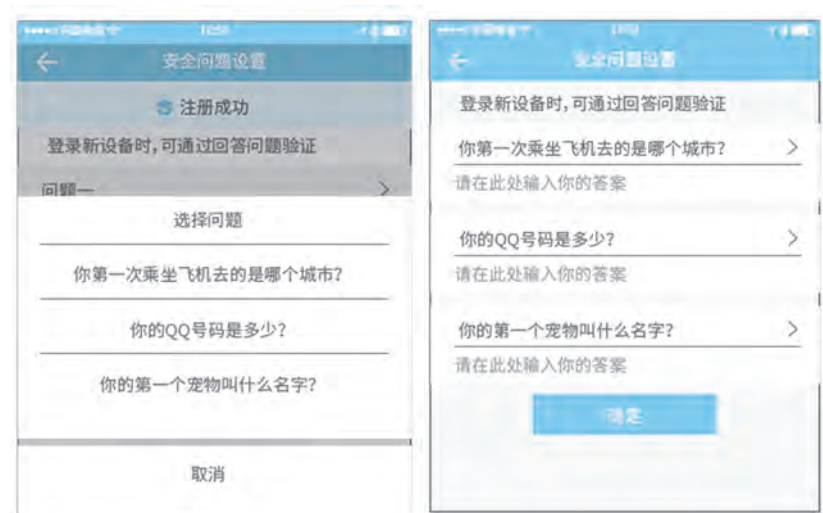 安全问题设置
注册成功
登录新设备时,可通过回答问题验证
问题一
选择问题
你第一次乘坐飞机去的是哪个城市?
你的QQ号码是多少?
你的第一个宠物叫什么名字?
取消
安全问题设置
登录新设备时,可通过回答问题验证
你第一次乘坐飞机去的是哪个城市?
请在此处输入你的答案
你的QQ号码是多少?
请在此处输入你的答案
你的第一个宠物叫什么名字?
请在此处输入你的答案
确定